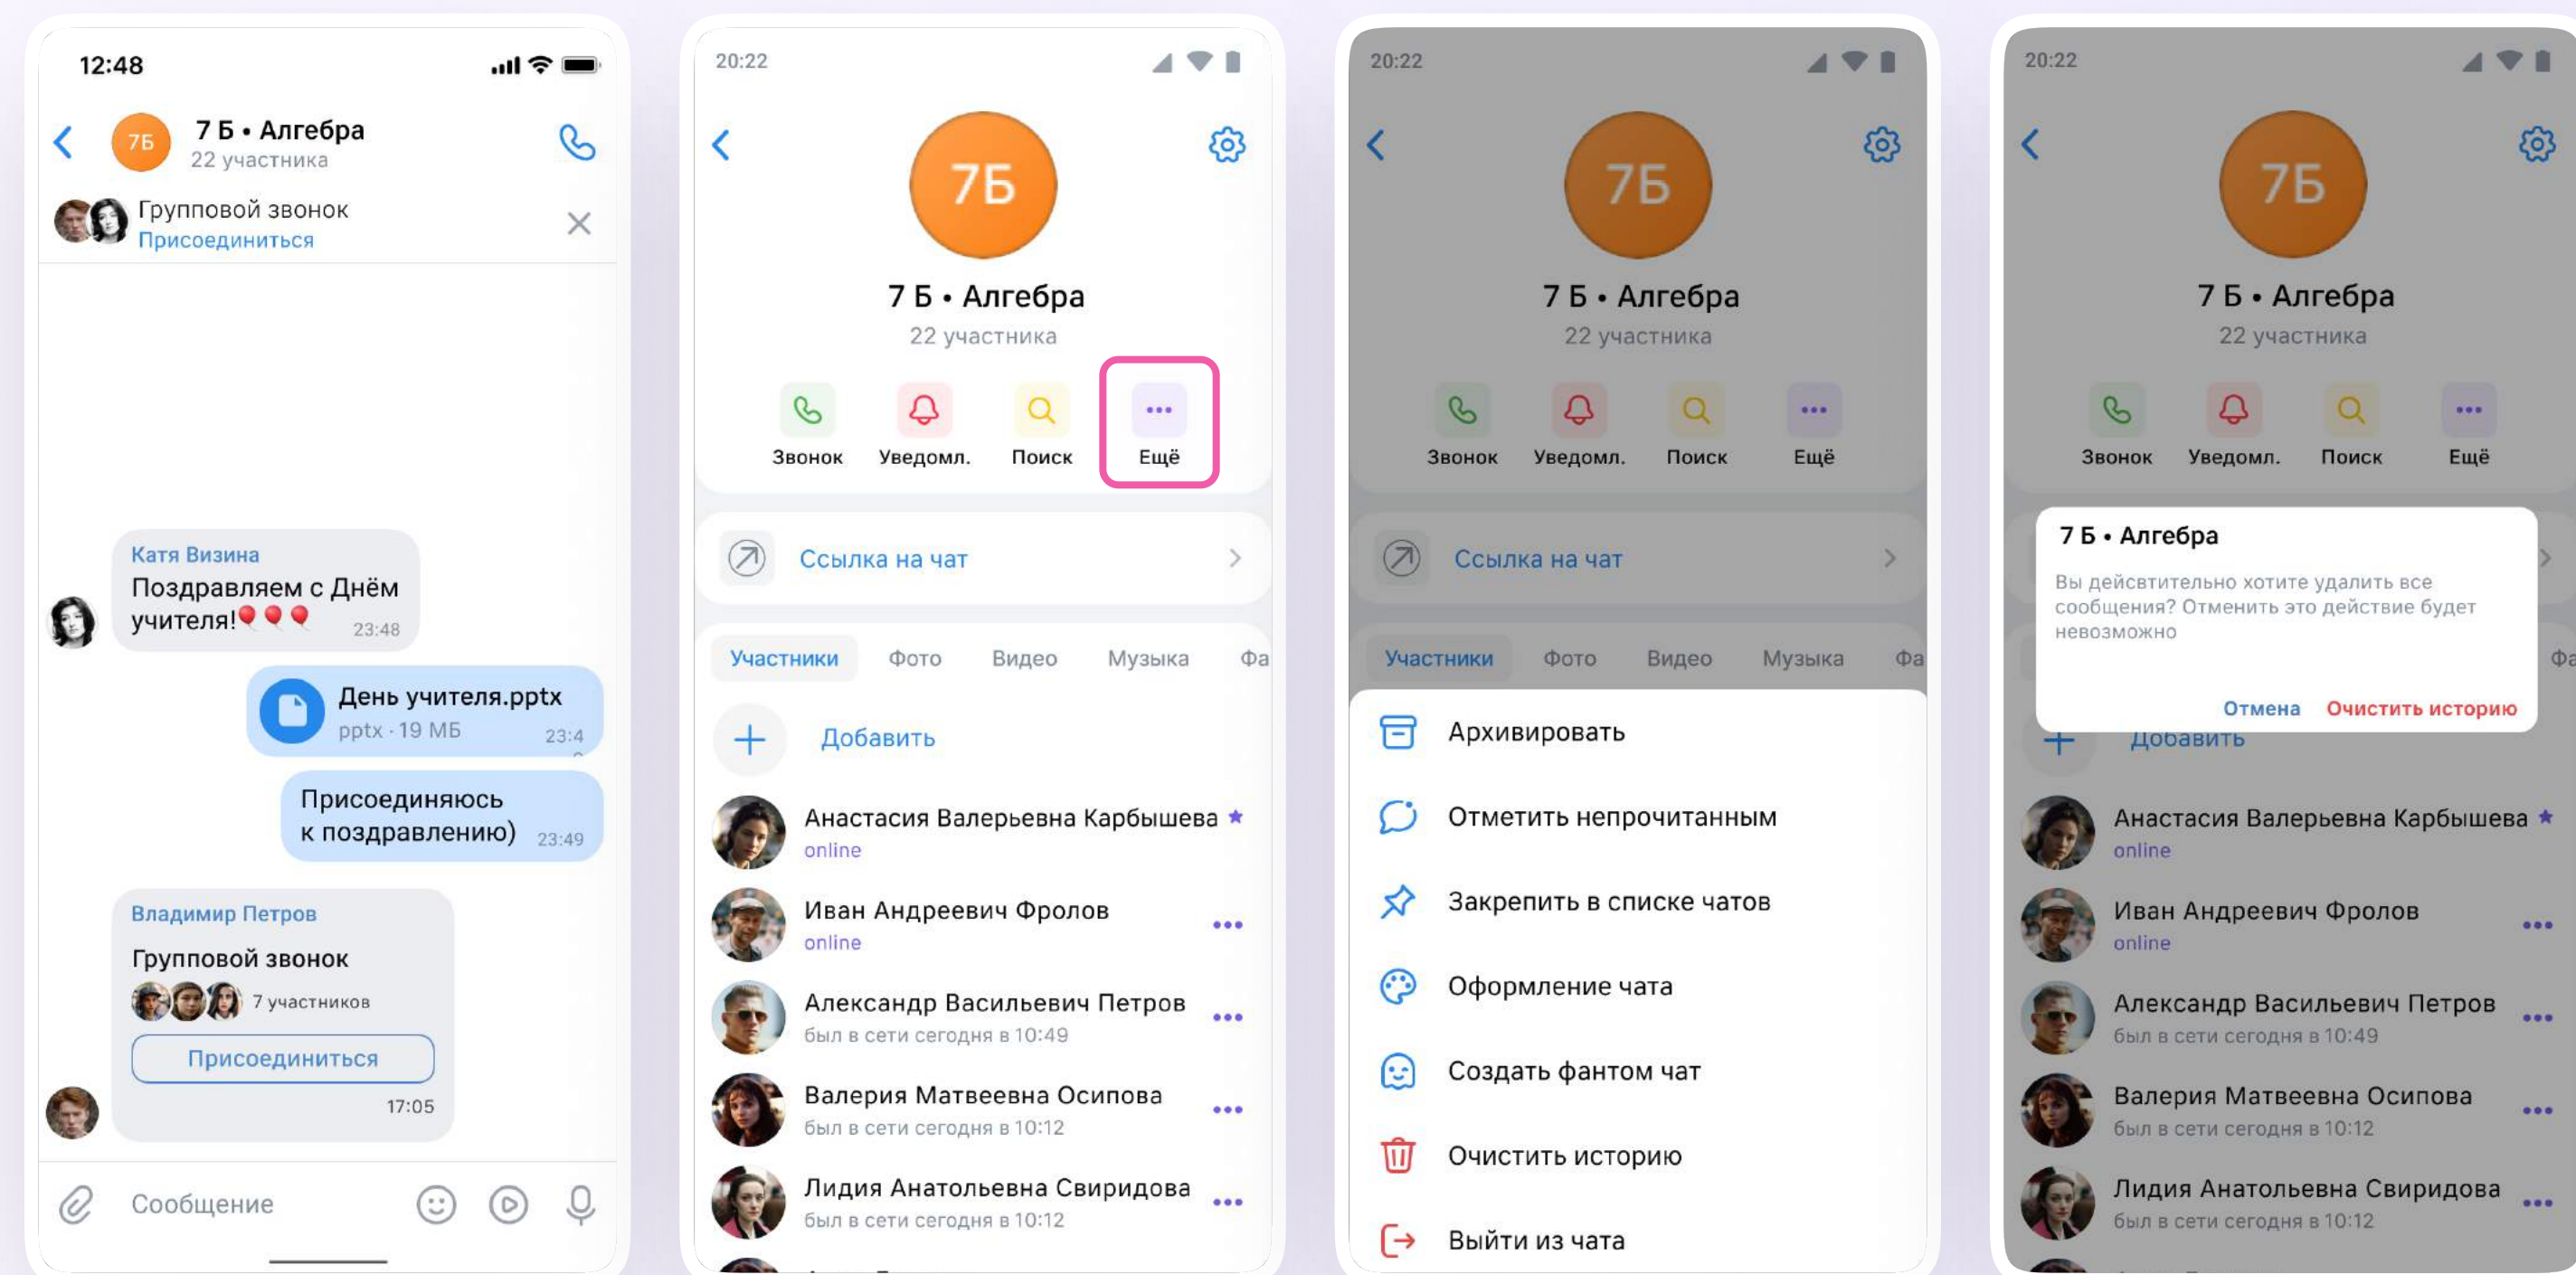 12:48
7Б
7 Б • Алгебра
22 участника
Групповой звонок
Присоединиться
Катя Визина
Поздравляем с Днём
учителя!🎈🎈🎈 23:48
День учителя.pptx
pptx · 19 МБ 23:4
Присоединяюсь
к поздравлению) 23:49
Владимир Петров
Групповой звонок
7 участников
Присоединиться
17:05
Сообщение
20:22
7Б
7 Б • Алгебра
22 участника
Звонок Уведомл. Поиск Ещё
Ссылка на чат
Участники Фото Видео Музыка Фа
Добавить
Анастасия Валерьевна Карбышева
online
Иван Андреевич Фролов
online
Александр Васильевич Петров
был в сети сегодня в 10:49
Валерия Матвеевна Осипова
был в сети сегодня в 10:12
Лидия Анатольевна Свиридова
был в сети сегодня в 10:12
20:22
7Б
7 Б • Алгебра
22 участника
Звонок Уведомл. Поиск Ещё
Ссылка на чат
Участники Фото Видео Музыка Фа
Архивировать
Отметить непрочитанным
Закрепить в списке чатов
Оформление чата
Создать фантом чат
Очистить историю
Выйти из чата
20:22
7Б
7 Б • Алгебра
22 участника
Звонок Уведомл. Поиск Ещё
7 Б • Алгебра
Вы дейсвтительно хотите удалить все
сообщения? Отменить это действие будет
невозможно
Фа
Отмена Очистить историю
Добавить
Анастасия Валерьевна Карбышева
online
Иван Андреевич Фролов
online
Александр Васильевич Петров
был в сети сегодня в 10:49
Валерия Матвеевна Осипова
был в сети сегодня в 10:12
Лидия Анатольевна Свиридова
был в сети сегодня в 10:12